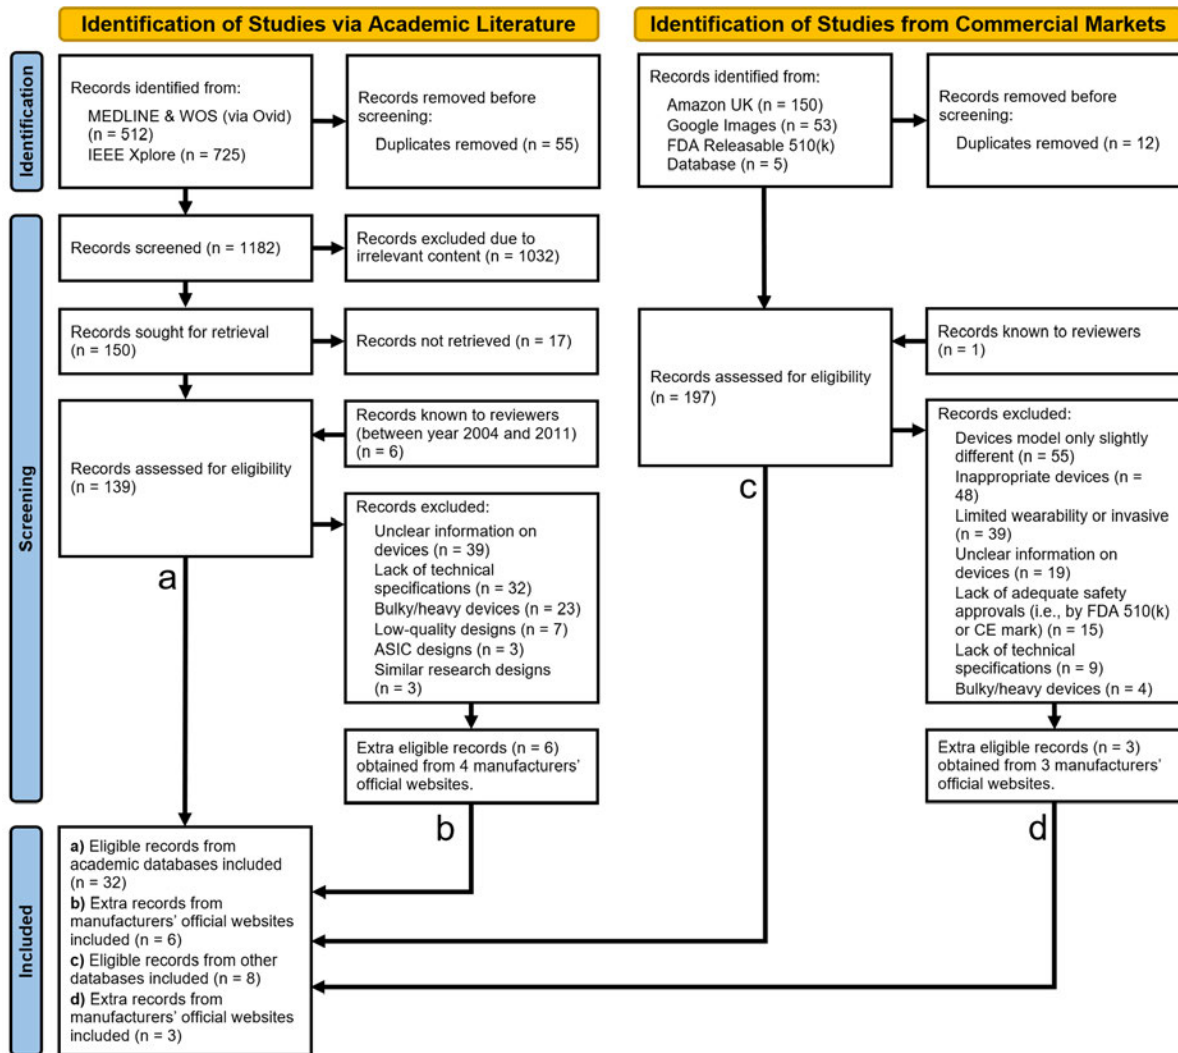 Identification of Studies via Academic Literature
Identification of Studies from Commercial Markets
Identification
Records identified from:
MEDLINE & WOS (via Ovid)
(n = 512)
IEEE Xplore (n = 725)
Records removed before
screening:
Duplicates removed (n = 55)
Records identified from:
Amazon UK (n = 150)
Google Images (n = 53)
FDA Releasable 510(k)
Database (n = 5)
Records removed before
screening:
Duplicates removed (n = 12)
Screening
Records screened (n = 1182)
Records excluded due to
irrelevant content (n = 1032)
Records sought for retrieval
(n = 150)
Records not retrieved (n = 17)
Records known to reviewers
(between year 2004 and 2011)
(n = 6)
Records assessed for eligibility
(n = 139)
Records excluded:
Unclear information on
devices (n = 39)
Lack of technical
specifications (n = 32)
Bulky/heavy devices (n = 23)
Low-quality designs (n = 7)
ASIC designs (n = 3)
Similar research designs
(n = 3)
a
Extra eligible records (n = 6)
obtained from 4 manufacturers'
official websites.
b
Records known to reviewers
(n = 1)
Records assessed for eligibility
(n = 197)
c
Records excluded:
Devices model only slightly
different (n = 55)
Inappropriate devices (n =
48)
Limited wearability or invasive
(n = 39)
Unclear information on
devices (n = 19)
Lack of adequate safety
approvals (i.e., by FDA 510(k)
or CE mark) (n = 15)
Lack of technical
specifications (n = 9)
Bulky/heavy devices (n = 4)
Extra eligible records (n = 3)
obtained from 3 manufacturers'
official websites.
d
Included
a) Eligible records from
academic databases included
(n = 32)
b) Extra records from
manufacturers' official websites
included (n = 6)
c) Eligible records from other
databases included (n = 8)
d) Extra records from
manufacturers' official websites
included (n = 3)